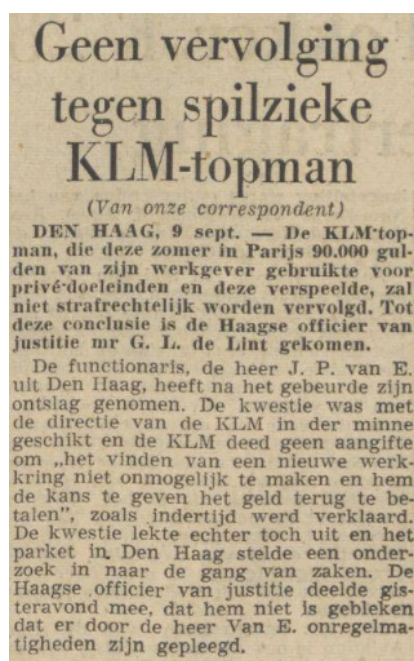 Geen vervolging
tegen spilzieke
KLM-topman
(Van onze correspondent)
DEN HAAG, 9 sept. — De KLM-top-
man, die deze zomer in Parijs 90.000 gul-
den van zijn werkgever gebruikte voor
privé-doeleinden en deze verspeelde, zal
niet strafrechtelijk worden vervolgd. Tot
deze conclusie is de Haagse officier van
justitie mr G. L. de Lint gekomen.
De functionaris, de heer J. P. van E.
uit Den Haag, heeft na het gebeurde zijn
ontslag genomen. De kwestie was met
de directie van de KLM in der minne
geschikt en de KLM deed geen aangifte
om „het vinden van een nieuwe werk-
kring niet onmogelijk te maken en hem
de kans te geven het geld terug te be-
talen”, zoals indertijd werd verklaard.
De kwestie lekte echter toch uit en het
parket in Den Haag stelde een onder-
zoek in naar de gang van zaken. De
Haagse officier van justitie deelde gis-
teravond mee, dat hem niet is gebleken
dat er door de heer Van E. onregelma-
tigheden zijn gepleegd.